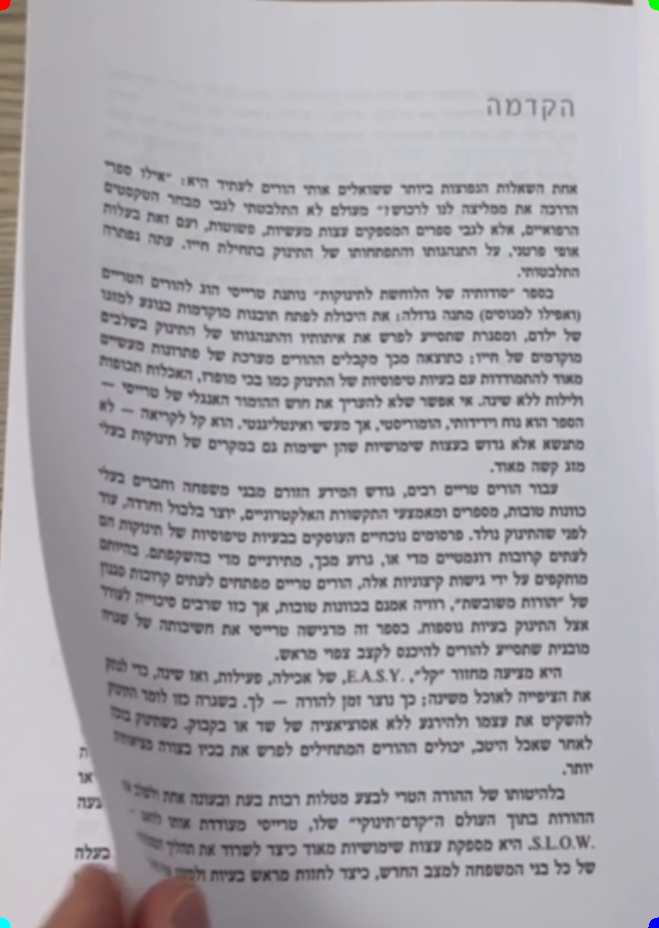 הקדמה
אחת השאלות הנפוצות ביותר ששואלים אותי הורים לעתיד היא: "אילו ספרי
הדרכה את ממליצה לנו לרכוש?" מעולם לא התלבטתי לגבי מבחר הטקסטים
הרפואיים, אלא לגבי ספרים המספקים עצות מעשיות, פשוטות, ועם זאת בעלות
אופי פרטני, על התנהגותו והתפתחותו של התינוק בתחילת חייו. עתה נפתרה
התלבטותי.
בספר "סודותיה של הלוחשת לתינוקות" נותנת טרייסי הוג להורים הטריים
(ואפילו למנוסים) מתנה גדולה: את היכולת לפתח תובנות מוקדמות בנוגע למזגו
של ילדם, ומסגרת שתסייע לפרש את איתותיו והתנהגותו של התינוק בשלבים
מוקדמים של חייו; כתוצאה מכך מקבלים ההורים מערכת של פתרונות מעשיים
מאוד להתמודדות עם בעיות טיפוסיות של התינוק כמו בכי מופרז, האכלות תכופות
ולילות ללא שינה. אי אפשר שלא להעריך את חוש ההומור האנגלי של טרייסי –
הספר הוא נוח וידידותי, הומוריסטי, אך מעשי ואינטליגנטי. הוא קל לקריאה – לא
מתנשא אלא גדוש בעצות שימושיות שהן ישימות גם במקרים של תינוקות בעלי
מזג קשה מאוד.
עבור הורים טריים רבים, גודש המידע הזורם מבני משפחה וחברים בעלי
כוונות טובות, מספרים ומאמצעי התקשורת האלקטרוניים, יוצר בלבול וחרדה, עוד
לפני שהתינוק נולד. פרסומים נוכחיים העוסקים בבעיות טיפוסיות של תינוקות הם
לעתים קרובות דוגמטיים מדי או, גרוע מכך, מתירניים מדי בהשקפתם. בהיותם
מותקפים על ידי גישות קיצוניות אלה, הורים טריים מפתחים לעתים קרובות סגנון
של "הורות משובשת", רוויה אמנם בכוונות טובות, אך כזו שרבים סיכוייה לעורר
אצל התינוק בעיות נוספות. בספר זה מדגישה טרייסי את חשיבותה של שגרה
מובנית שתסייע להורים להיכנס לקצב צפוי מראש.
היא מציעה מחזור "קל", E.A.S.Y., של אכילה, פעילות, ואז שינה, כדי לנתק
את הציפייה לאוכל משינה; כך נוצר זמן להורה – לך. בשגרה כזו לומד התינוק
להשקיט את עצמו ולהירגע ללא אסוציאציה של שד או בקבוק. כשתינוק בוכה
לאחר שאכל היטב, יכולים ההורים המתחילים לפרש את בכיו בצורה מציאותית
יותר.
בלהיטותו של ההורה הטרי לבצע מטלות רבות בעת ובעונה אחת ולשלב
ההורות בתוך העולם ה"קדם־תינוקי" שלו, טרייסי מעודדת אותו
S.L.O.W. היא מספקת עצות שימושיות מאוד כיצד לשרוד את תהליך
של כל בני המשפחה למצב החדש, כיצד לחזות מראש בעיות
בעלה